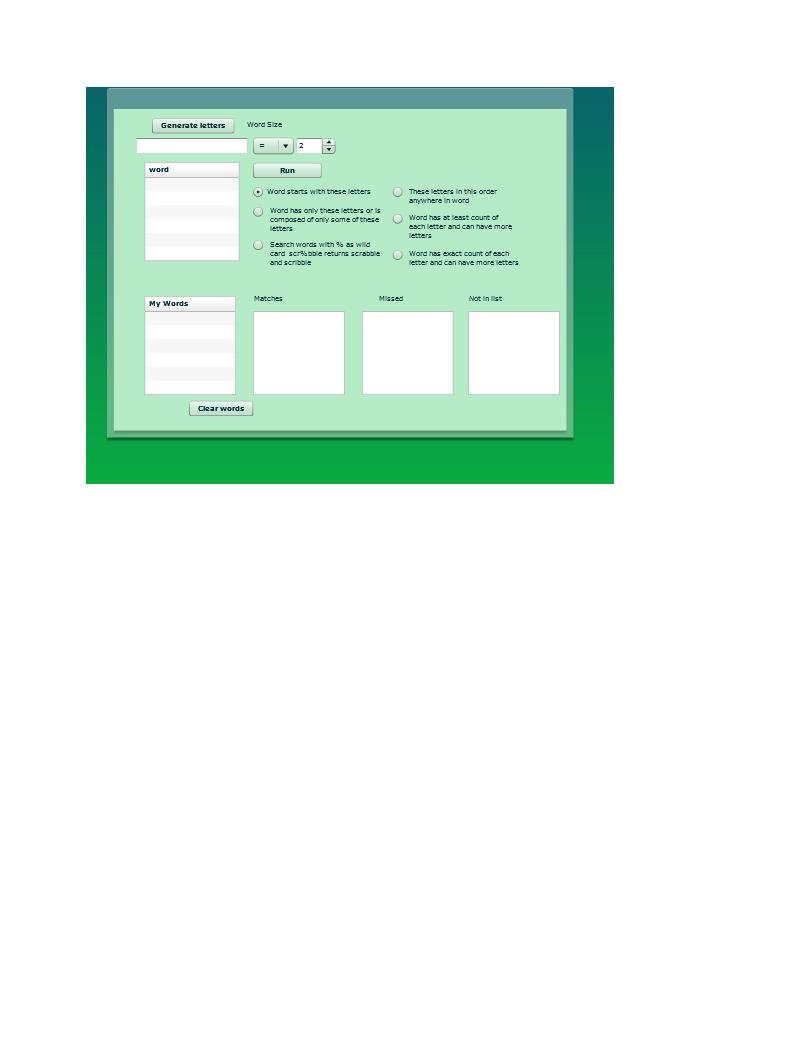 Generate letters
Word Size
=
2
word
Run
Word starts with these letters
Word has only these letters or is
composed of only some of these
letters
Search words with % as wild
card  scr%bble returns scrabble
and scribble
These letters in this order
anywhere in word
Word has at least count of
each letter and can have more
letters
Word has exact count of each
letter and can have more letters
My Words
Matches
Missed
Not in list
Clear words